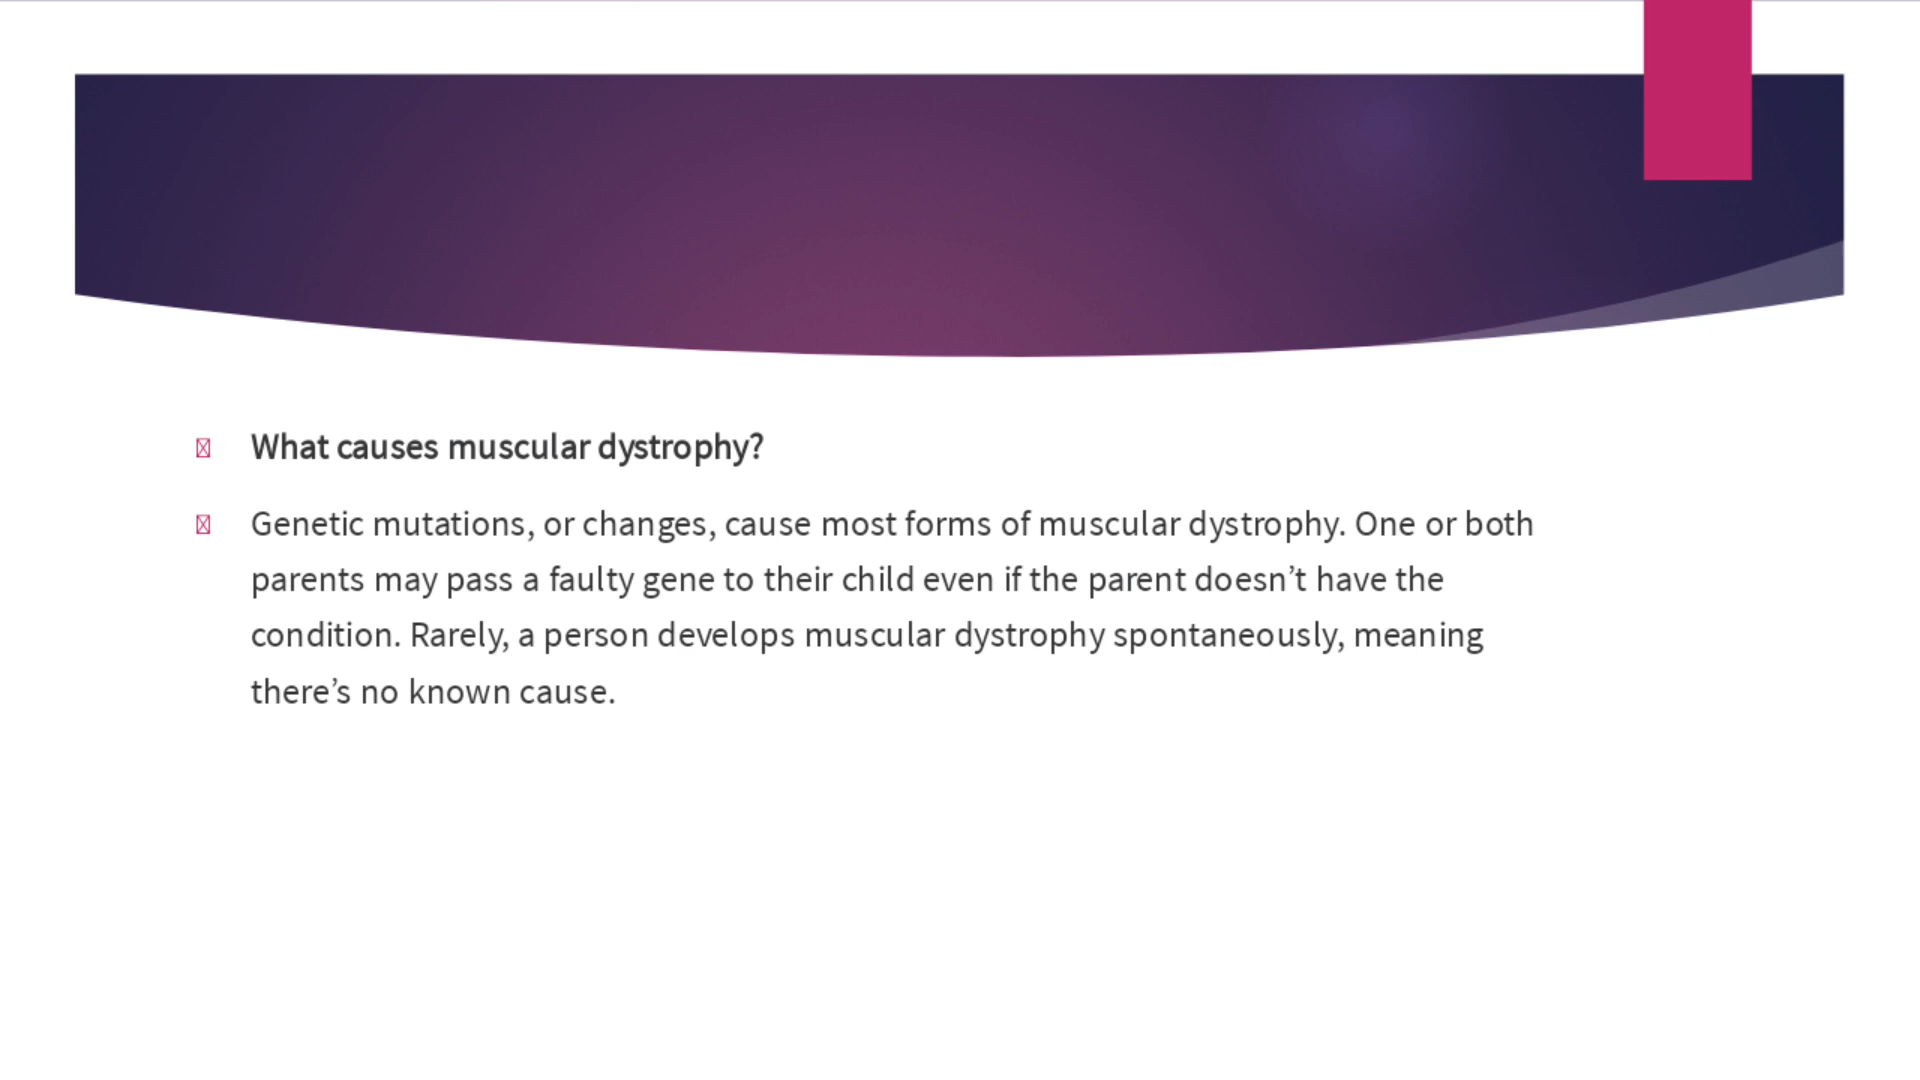 What causes muscular dystrophy?
Genetic mutations, or changes, cause most forms of muscular dystrophy. One or both
parents may pass a faulty gene to their child even if the parent doesn’t have the
condition. Rarely, a person develops muscular dystrophy spontaneously, meaning
there’s no known cause.